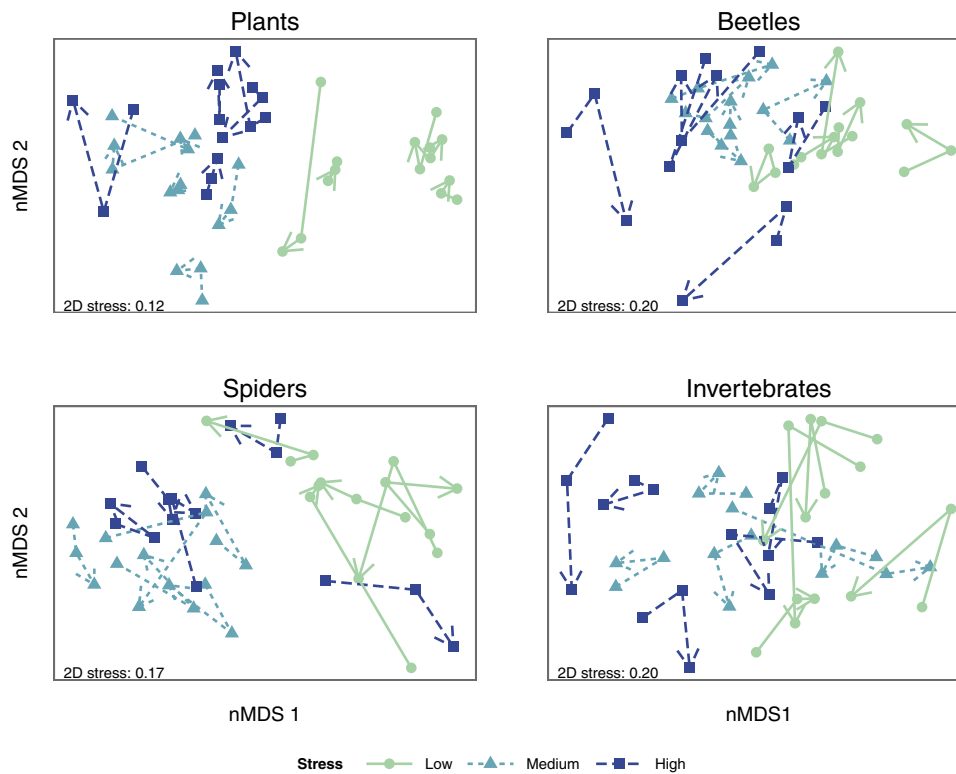 Plants
Beetles
nMDS 2
2D stress: 0.12
2D stress: 0.20
Spiders
Invertebrates
nMDS 2
2D stress: 0.17
2D stress: 0.20
nMDS 1
nMDS1
Stress Low Medium High